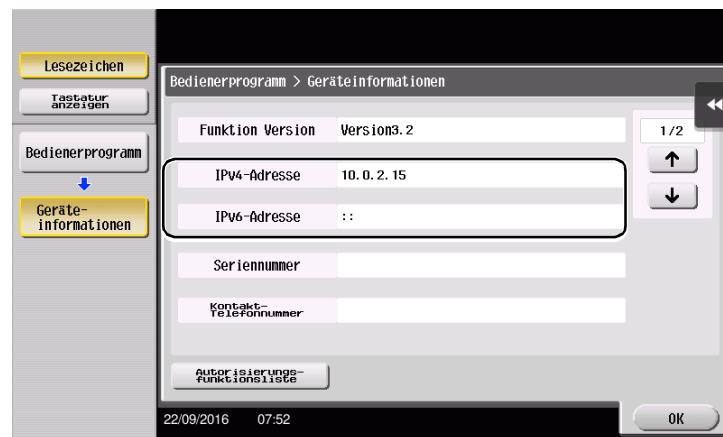 Lesezeichen
Tastatur
anzeigen
Bedienerprogramm
Geräte-
informationen
Bedienerprogramm > Geräteinformationen
Funktion Version Version3.2
IPv4-Adresse 10.0.2.15
IPv6-Adresse ::
Seriennummer
Kontakt-
Telefonnummer
Autorisierungs-
funktionsliste
1/2
22/09/2016 07:52
OK